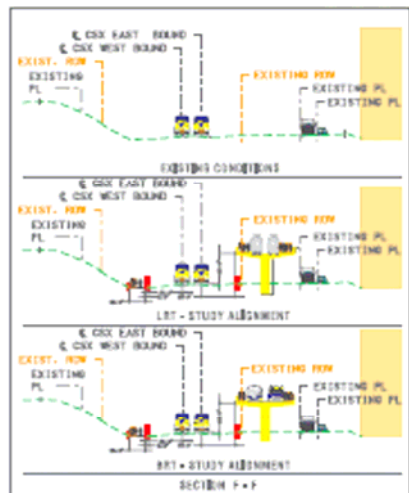 ℄ CSX EAST BOUND
℄ CSX WEST BOUND
EXIST. ROW
EXISTING ROW
EXISTING
PL
EXISTING PL
EXISTING PL
EXISTING CONDITIONS
℄ CSX EAST BOUND
℄ CSX WEST BOUND
EXIST. ROW
EXISTING ROW
EXISTING
PL
EXISTING PL
EXISTING PL
LRT - STUDY ALIGNMENT
℄ CSX EAST BOUND
℄ CSX WEST BOUND
EXIST. ROW
EXISTING ROW
EXISTING
PL
EXISTING PL
EXISTING PL
BRT - STUDY ALIGNMENT
SECTION F - F